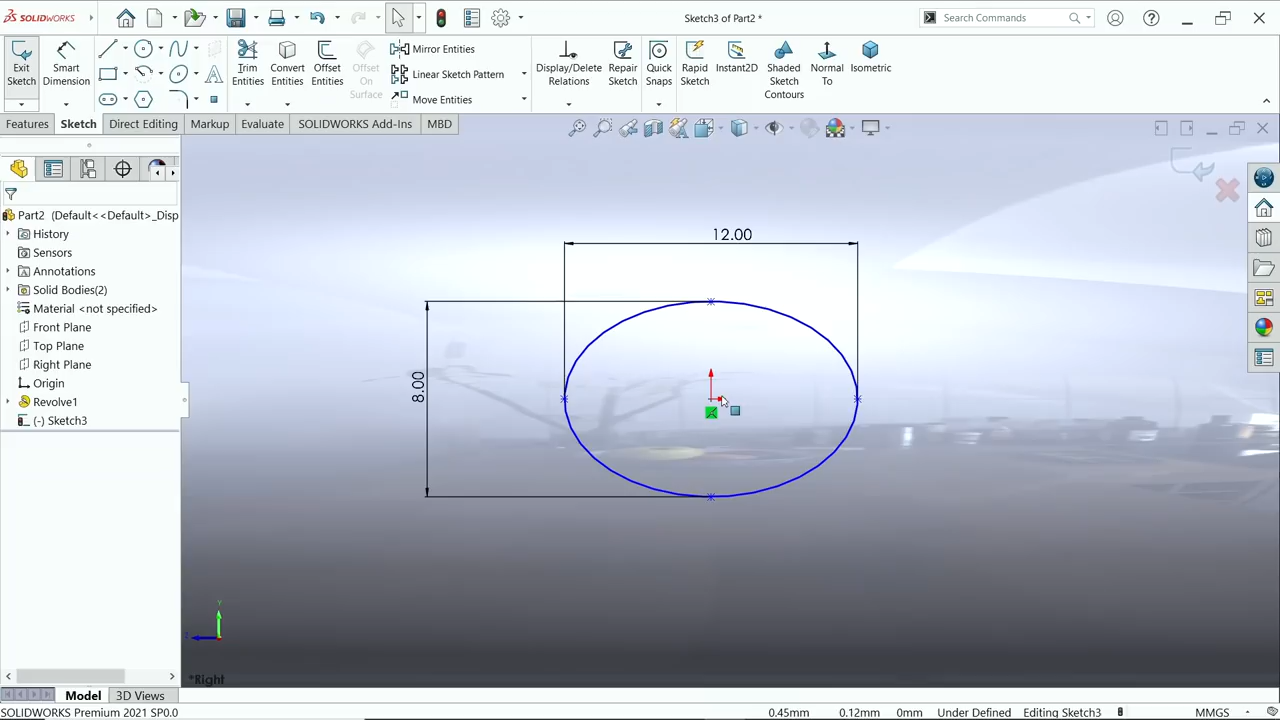 SOLIDWORKS
Sketch3 of Part2 *
Search Commands
Exit Sketch
Smart Dimension
Trim Entities
Convert Entities
Offset Entities
Offset On Surface
Mirror Entities
Linear Sketch Pattern
Move Entities
Display/Delete Relations
Repair Sketch
Quick Snaps
Rapid Sketch
Instant2D
Shaded Sketch Contours
Normal To
Isometric
Features
Sketch
Direct Editing
Markup
Evaluate
SOLIDWORKS Add-Ins
MBD
Part2 (Default<<Default>_Disp
History
Sensors
Annotations
Solid Bodies(2)
Material <not specified>
Front Plane
Top Plane
Right Plane
Origin
Revolve1
(-) Sketch3
12.00
8.00
Y
*Right
Model
3D Views
SOLIDWORKS Premium 2021 SP0.0
0.45mm
0.12mm
0mm
Under Defined
Editing Sketch3
MMGS